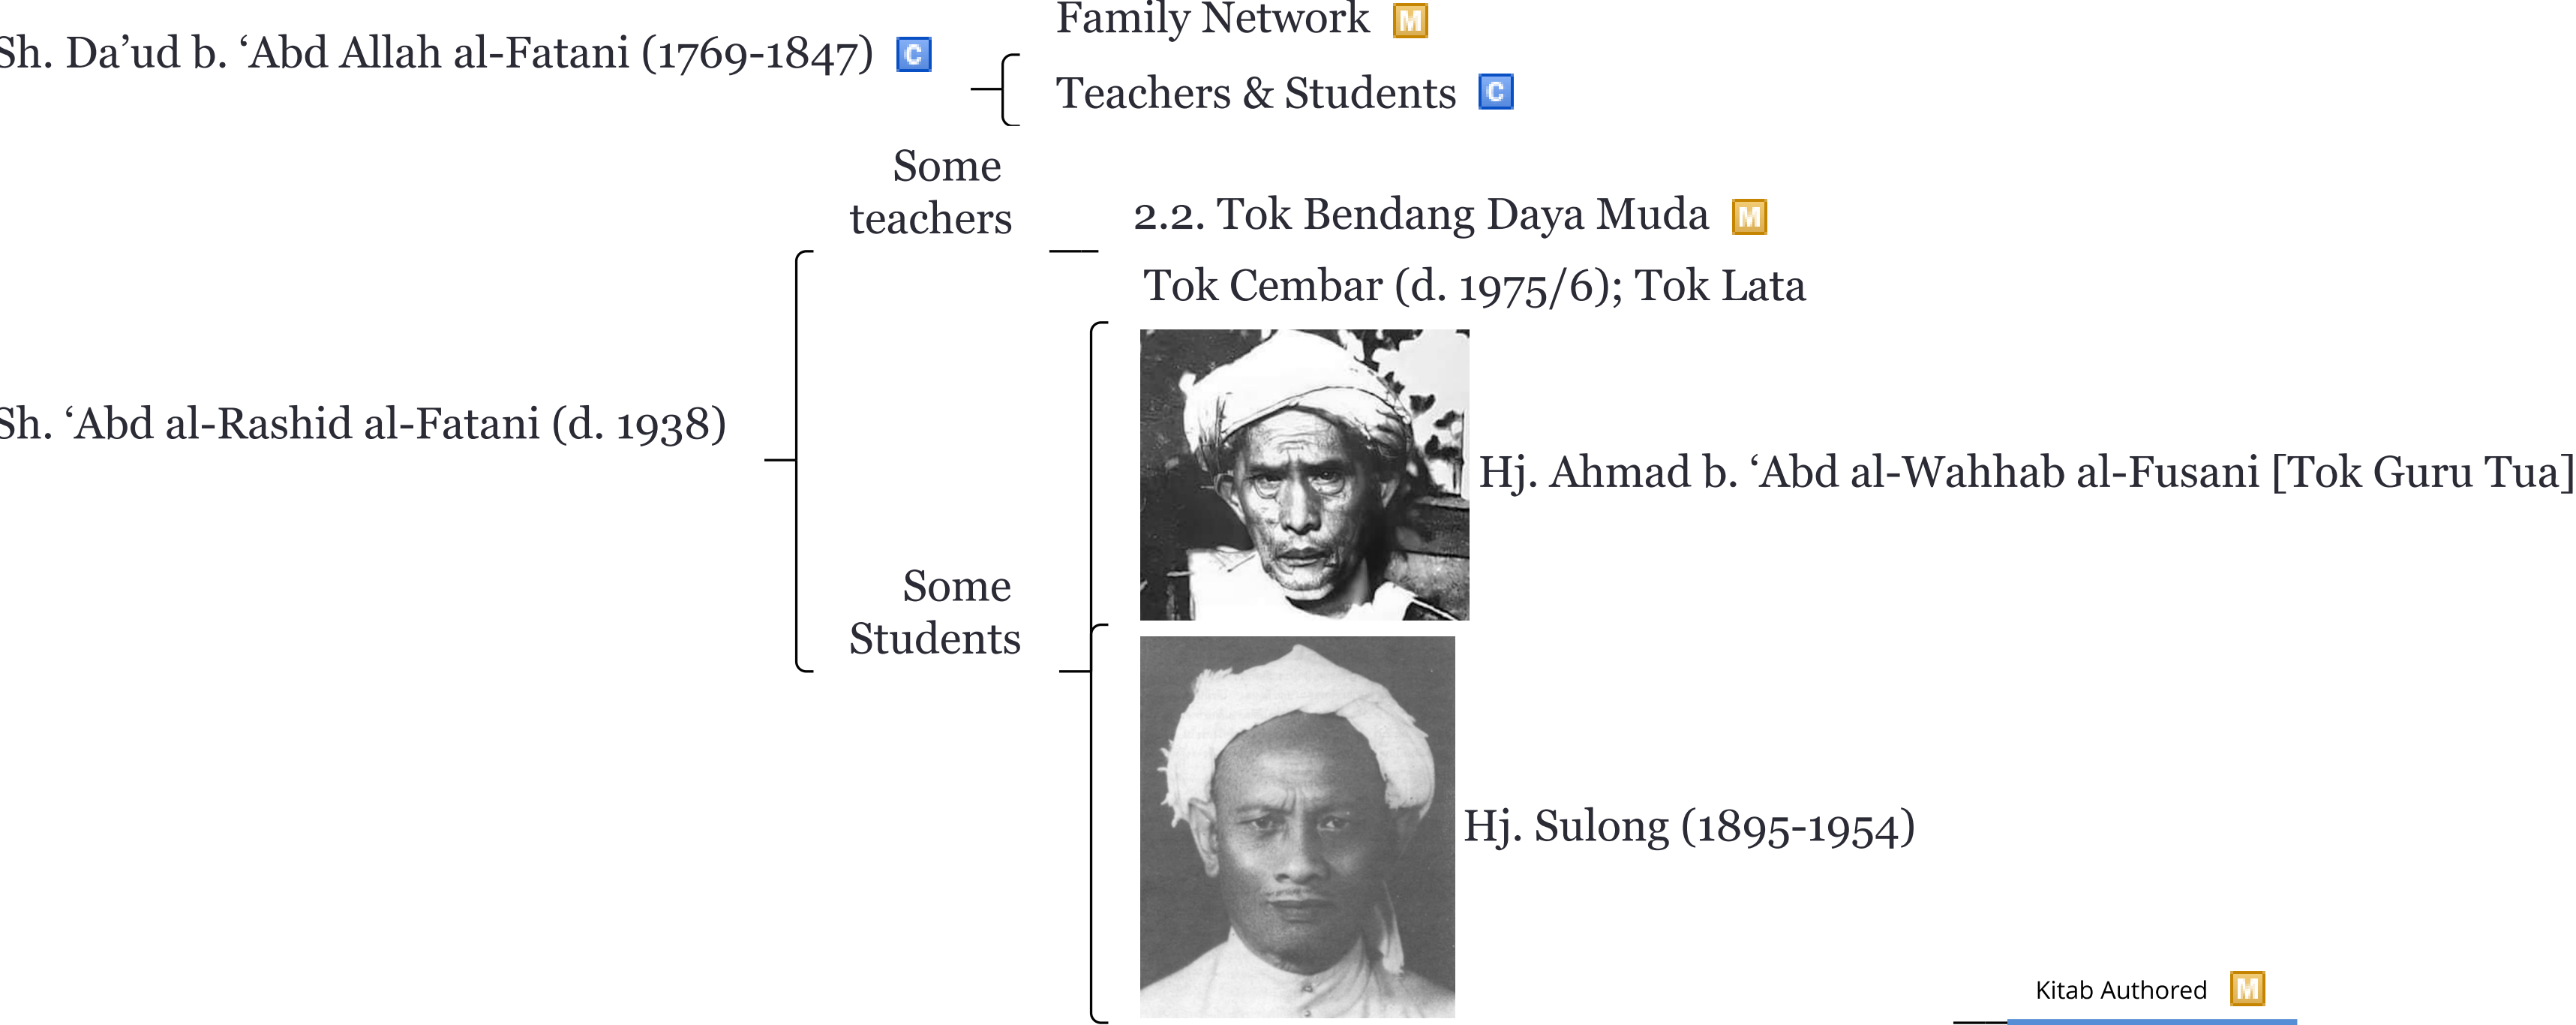 Family Network M
Sh. Da’ud b. ‘Abd Allah al-Fatani (1769-1847) C
Teachers & Students C
Some
teachers
2.2. Tok Bendang Daya Muda M
Tok Cembar (d. 1975/6); Tok Lata
Sh. ‘Abd al-Rashid al-Fatani (d. 1938)
Hj. Ahmad b. ‘Abd al-Wahhab al-Fusani [Tok Guru Tua]
Some
Students
Hj. Sulong (1895-1954)
Kitab Authored M